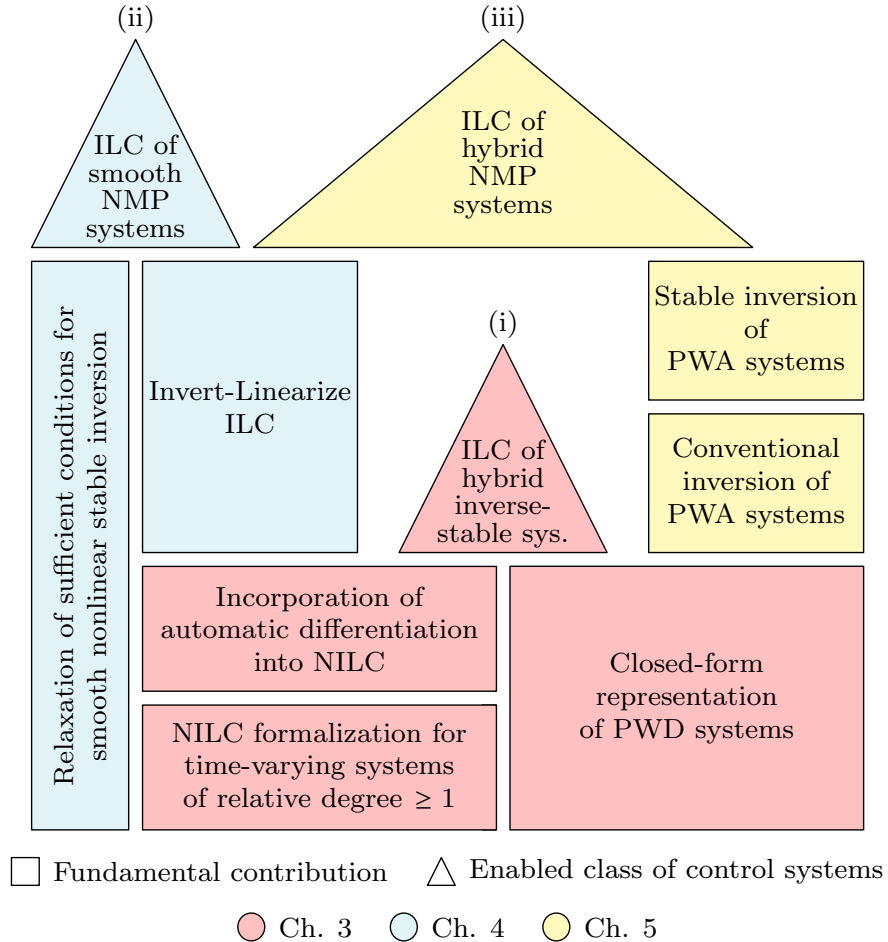 (ii)
(iii)
ILC of
smooth
NMP
systems
ILC of
hybrid
NMP
systems
Relaxation of sufficient conditions for
smooth nonlinear stable inversion
Invert-Linearize
ILC
(i)
ILC of
hybrid
inverse-
stable sys.
Stable inversion
of
PWA systems
Conventional
inversion of
PWA systems
Incorporation of
automatic differentiation
into NILC
NILC formalization for
time-varying systems
of relative degree ≥ 1
Closed-form
representation
of PWD systems
Fundamental contribution
Enabled class of control systems
Ch. 3
Ch. 4
Ch. 5